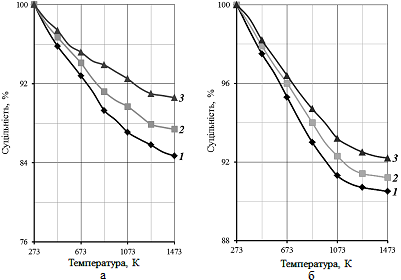 100
92
84
76
Суцільність, %
3
2
1
273 673 1073 1473
Температура, К
а
100
96
92
88
Суцільність, %
3
2
1
273 673 1073 1473
Температура, К
б